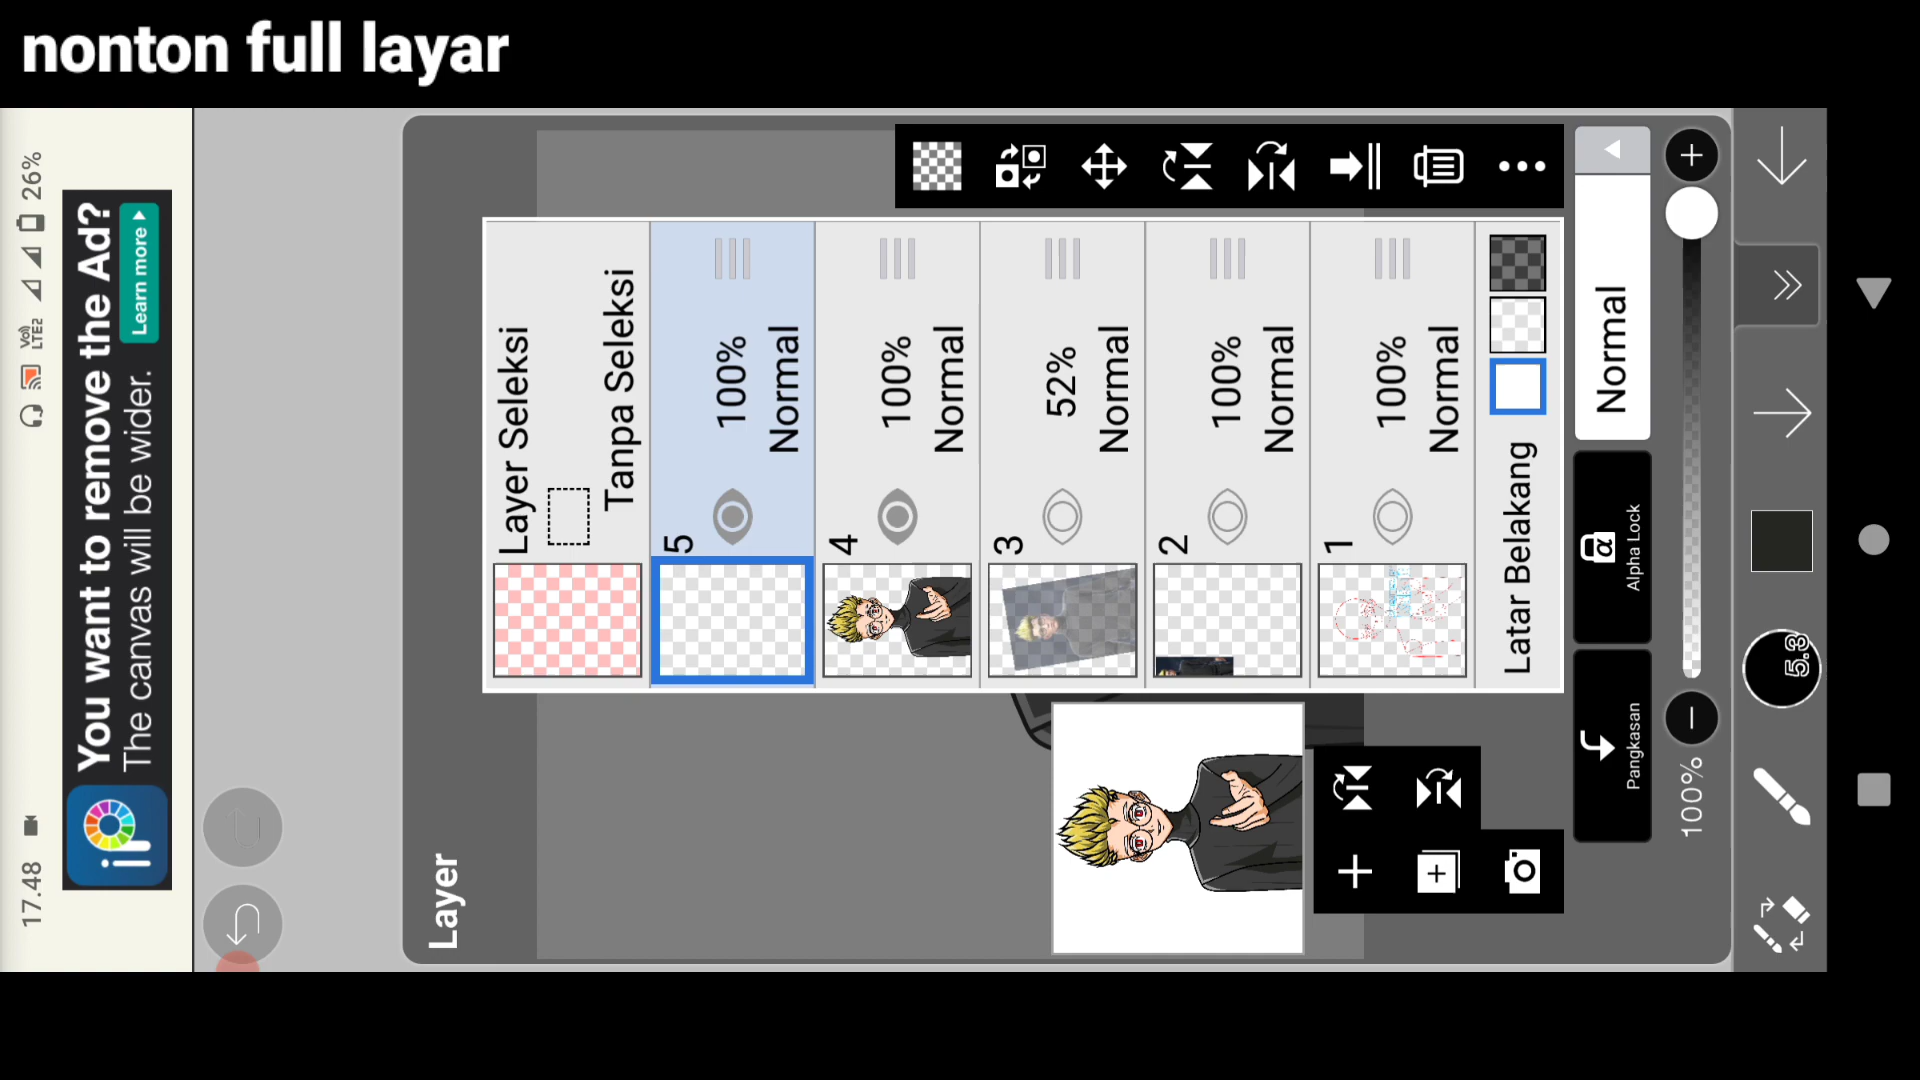 nonton full layar
17.48
Vo))
LTE2
26%
You want to remove the Ad?
The canvas will be wider.
Learn more
Layer
Layer Seleksi
Tanpa Seleksi
5
100%
Normal
4
100%
Normal
3
52%
Normal
2
100%
Normal
1
100%
Normal
Latar Belakang
Pangkasan
α
Alpha Lock
Normal
100%
5.3